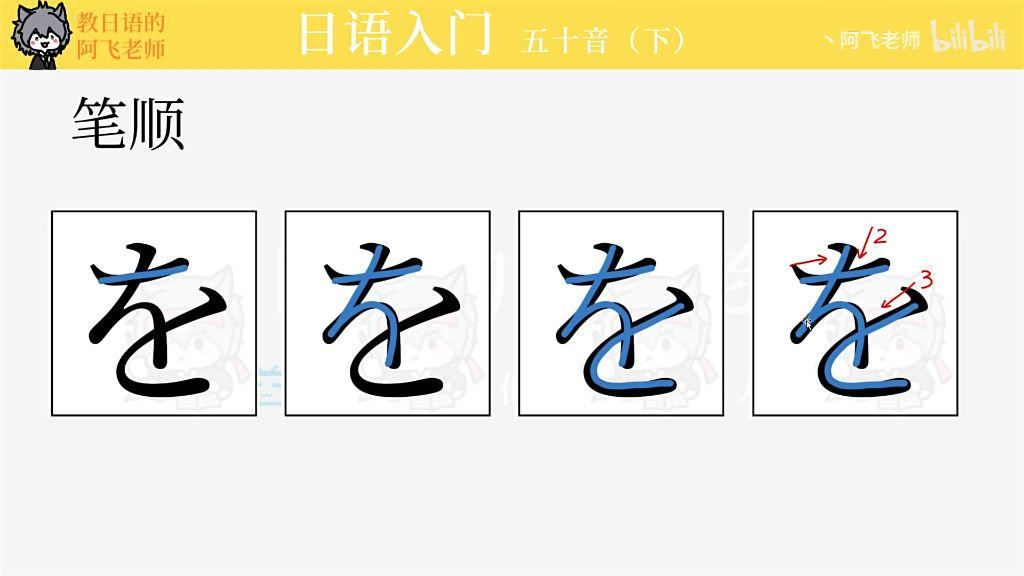 教日语的
阿飞老师
日语入门 五十音（下）
丶阿飞老师 bilibili
笔顺
を を を を
2
3